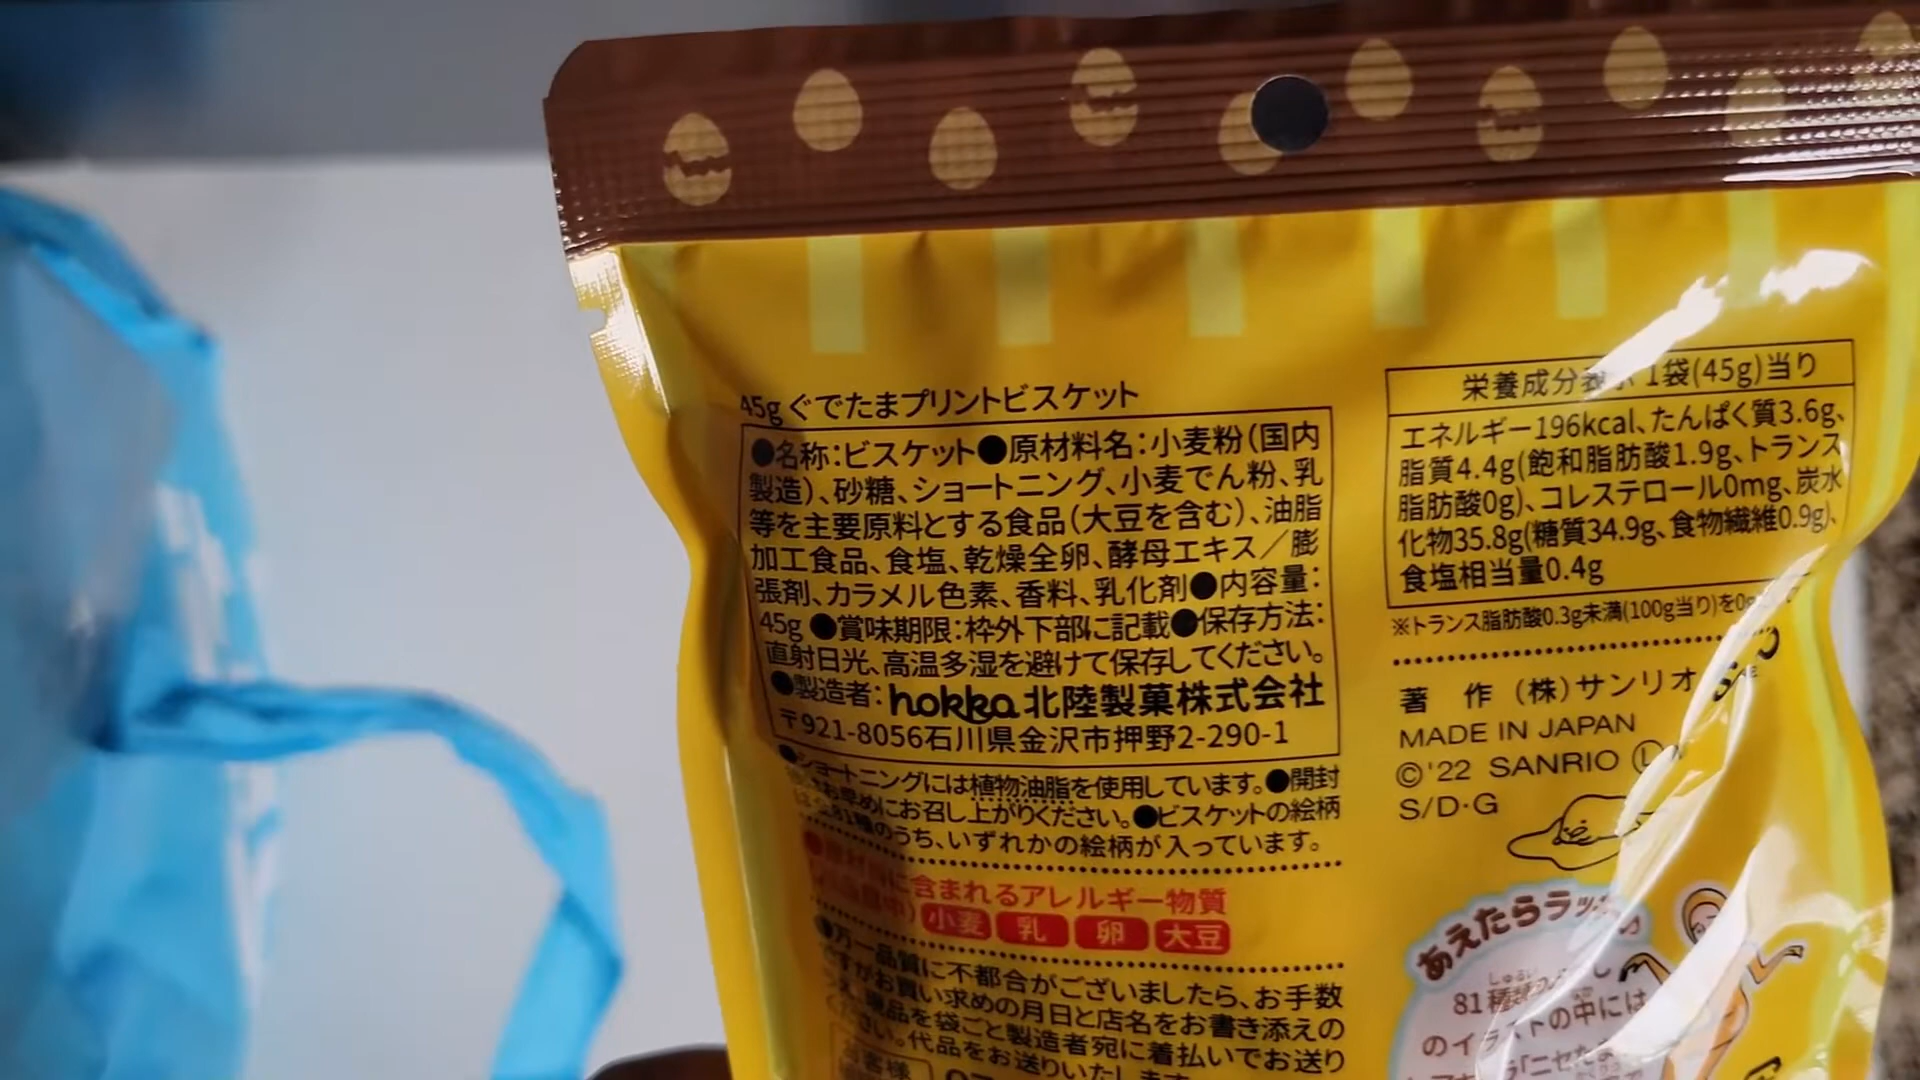 45g ぐでたまプリントビスケット
●名称:ビスケット●原材料名:小麦粉(国内
製造)、砂糖、ショートニング、小麦でん粉、乳
等を主要原料とする食品(大豆を含む)、油脂
加工食品、食塩、乾燥全卵、酵母エキス/膨
張剤、カラメル色素、香料、乳化剤●内容量:
45g ●賞味期限:枠外下部に記載●保存方法:
直射日光、高温多湿を避けて保存してください。
●製造者:hokka 北陸製菓株式会社
〒921-8056石川県金沢市押野2-290-1
●ショートニングには植物油脂を使用しています。●開封
お早めにお召し上がりください。●ビスケットの絵柄
81種のうち、いずれかの絵柄が入っています。
に含まれるアレルギー物質
小麦 乳 卵 大豆
●万一品質に不都合がございましたら、お手数
すがお買い求めの月日と店名をお書き添えの
現品を袋ごと製造者宛に着払いでお送り
さい。代品をお送りいたします。
栄養成分表示 1袋(45g)当り
エネルギー196kcal、たんぱく質3.6g、
脂質4.4g(飽和脂肪酸1.9g、トランス
脂肪酸0g)、コレステロール0mg、炭水
化物35.8g(糖質34.9g、食物繊維0.9g)、
食塩相当量0.4g
※トランス脂肪酸0.3g未満(100g当り)を0g
著 作 (株)サンリオ
MADE IN JAPAN
©'22 SANRIO Ⓛ
S/D·G
あえたらラッ
81種類
のイラストの中には